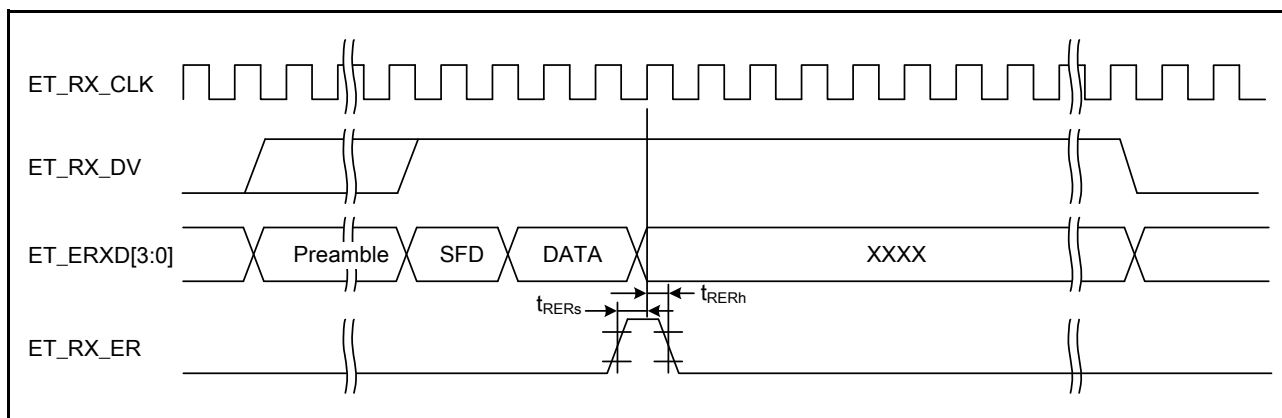 ET_RX_CLK
ET_RX_DV
ET_ERXD[3:0]
Preamble
SFD
DATA
XXXX
tRERs
tRERh
ET_RX_ER